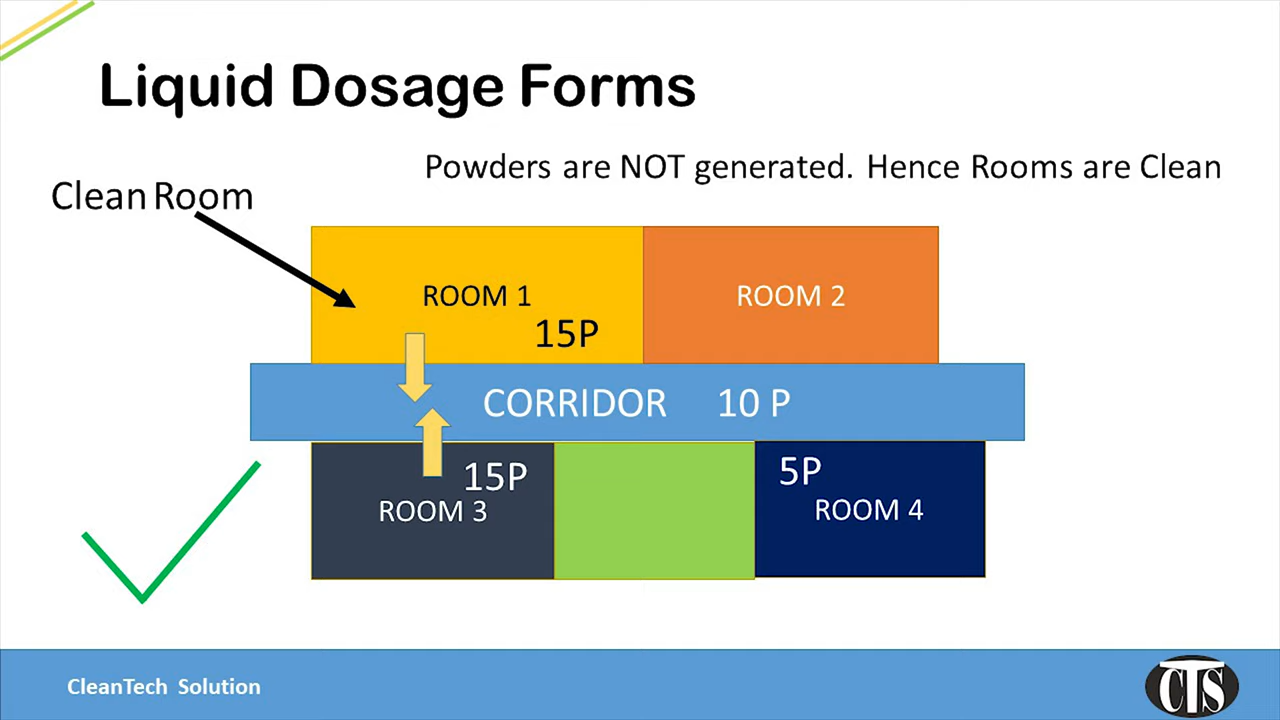 Liquid Dosage Forms
Powders are NOT generated. Hence Rooms are Clean
Clean Room
ROOM 1
15P
ROOM 2
CORRIDOR 10 P
15P
ROOM 3
5P
ROOM 4
CleanTech Solution
CTS